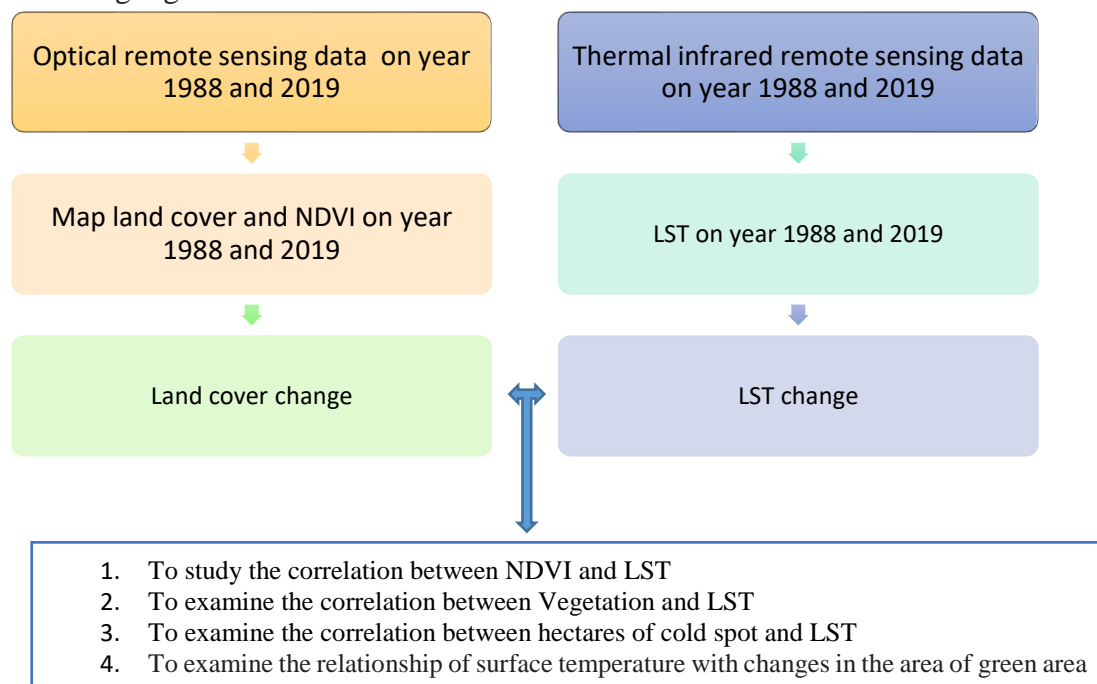 Optical remote sensing data on year
1988 and 2019
Thermal infrared remote sensing data
on year 1988 and 2019
Map land cover and NDVI on year
1988 and 2019
LST on year 1988 and 2019
Land cover change
LST change
1. To study the correlation between NDVI and LST
2. To examine the correlation between Vegetation and LST
3. To examine the correlation between hectares of cold spot and LST
4. To examine the relationship of surface temperature with changes in the area of green area